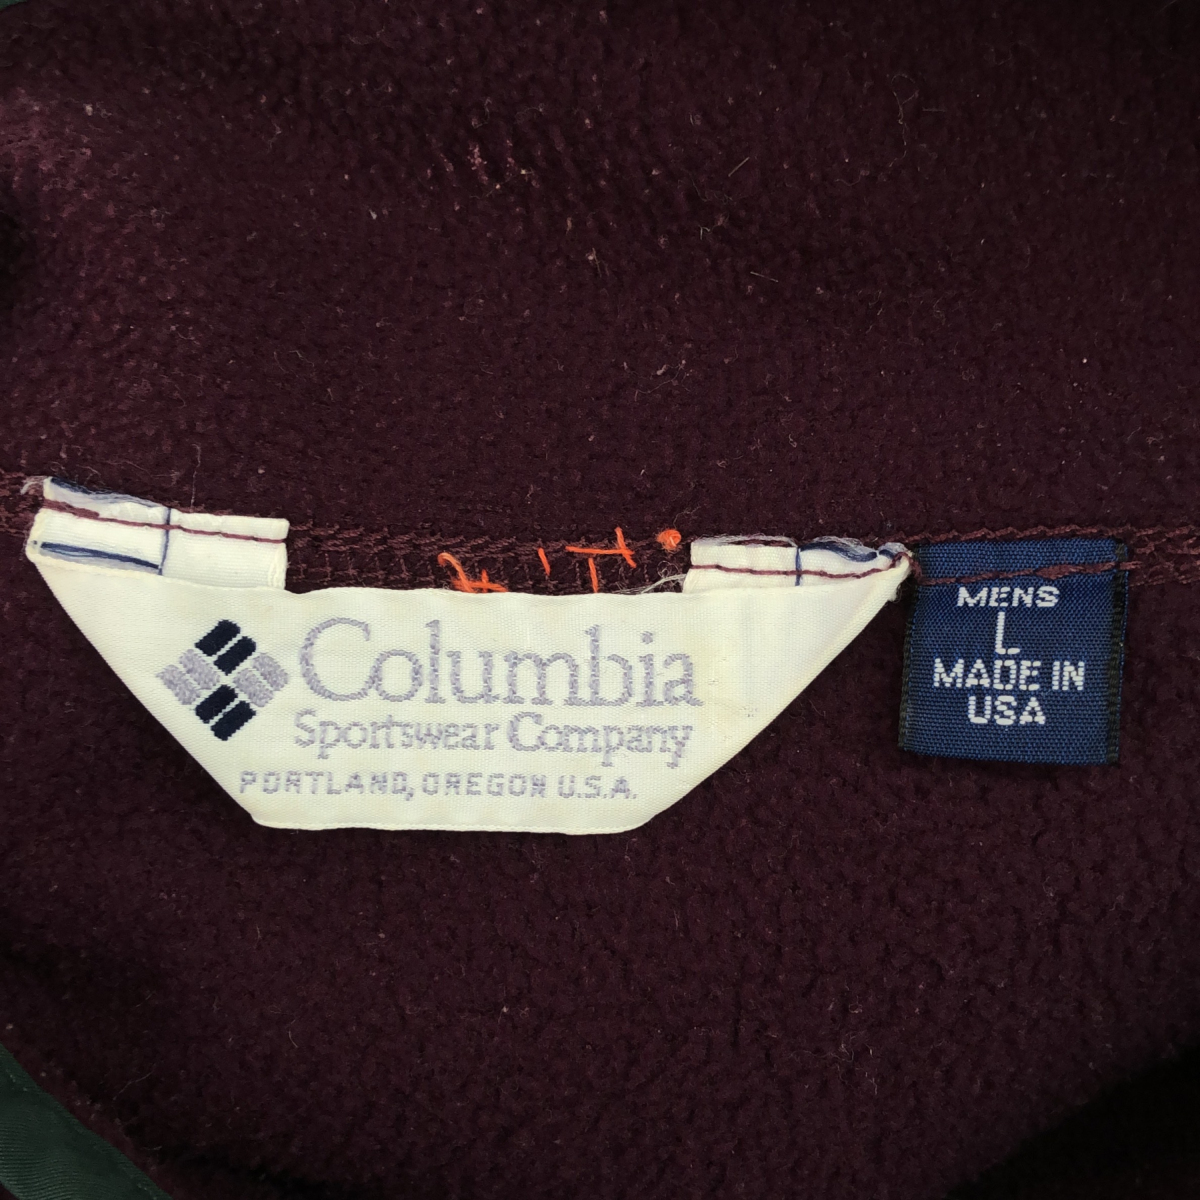 Columbia
Sportswear Company
PORTLAND, OREGON U.S.A.
MENS
L
MADE IN
USA